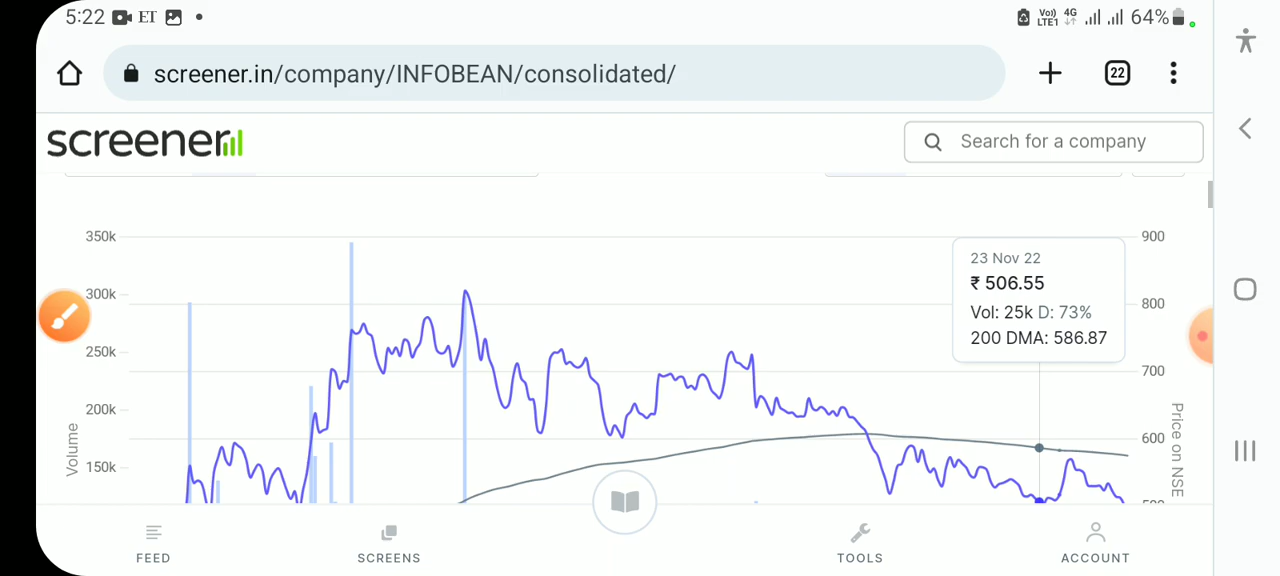 5:22 ET 4G 64%
Vo))
LTE1
screener.in/company/INFOBEAN/consolidated/
22
screener
Search for a company
350k
900
300k
800
250k
700
200k
600
150k
Volume
Price on NSE
23 Nov 22
₹ 506.55
Vol: 25k D: 73%
200 DMA: 586.87
FEED
SCREENS
TOOLS
ACCOUNT